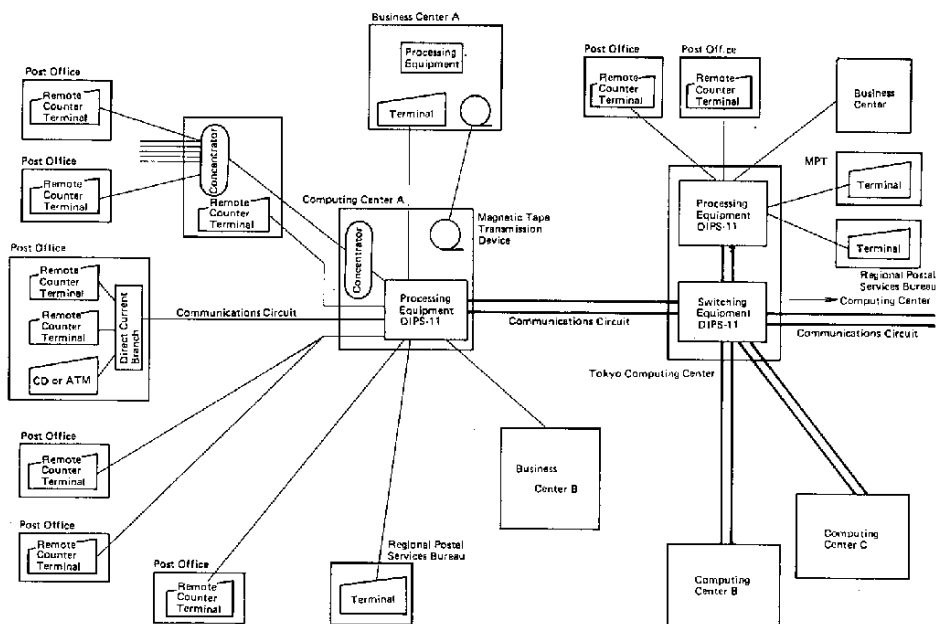 Business Center A
Processing
Equipment
Terminal
Post Office
Remote
Counter
Terminal
Post Office
Remote
Counter
Terminal
Concentrator
Remote
Counter
Terminal
Computing Center A
Concentrator
Magnetic Tape
Transmission
Device
Processing
Equipment
DIPS-11
Post Office
Remote
Counter
Terminal
Remote
Counter
Terminal
CD or ATM
Direct Current
Branch
Communications Circuit
Post Office
Remote
Counter
Terminal
Post Office
Remote
Counter
Terminal
Post Office
Remote
Counter
Terminal
Regional Postal
Services Bureau
Terminal
Business
Center B
Communications Circuit
Post Office
Remote
Counter
Terminal
Post Office
Remote
Counter
Terminal
Business
Center
MPT
Terminal
Terminal
Regional Postal
Services Bureau
Processing
Equipment
DIPS-11
Switching
Equipment
DIPS-11
Computing Center
Communications Circuit
Tokyo Computing Center
Computing
Center C
Computing
Center B